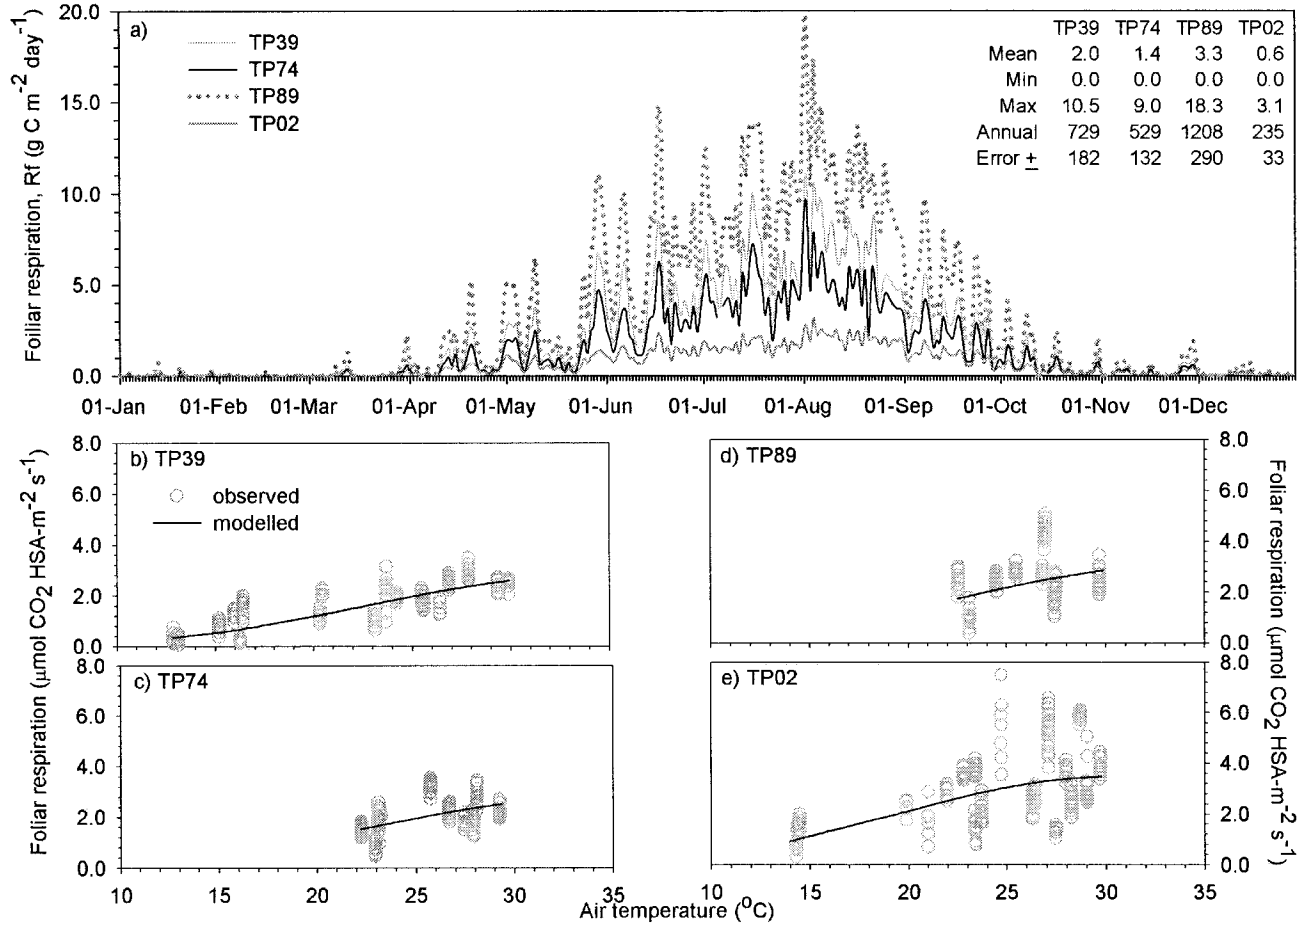 a)
20.0
15.0
10.0
5.0
0.0
Foliar respiration, Rf (g C m⁻² day⁻¹)
TP39
TP74
TP89
TP02
TP39 TP74 TP89 TP02
Mean 2.0 1.4 3.3 0.6
Min 0.0 0.0 0.0 0.0
Max 10.5 9.0 18.3 3.1
Annual 729 529 1208 235
Error ± 182 132 290 33
01-Jan 01-Feb 01-Mar 01-Apr 01-May 01-Jun 01-Jul 01-Aug 01-Sep 01-Oct 01-Nov 01-Dec
Foliar respiration (μmol CO₂ HSA-m⁻² s⁻¹)
b) TP39
observed
modelled
8.0
6.0
4.0
2.0
0.0
d) TP89
8.0
6.0
4.0
2.0
0.0
Foliar respiration (μmol CO₂ HSA-m⁻² s⁻¹)
c) TP74
8.0
6.0
4.0
2.0
0.0
10 15 20 25 30 35
e) TP02
8.0
6.0
4.0
2.0
0.0
10 15 20 25 30 35
Air temperature (°C)